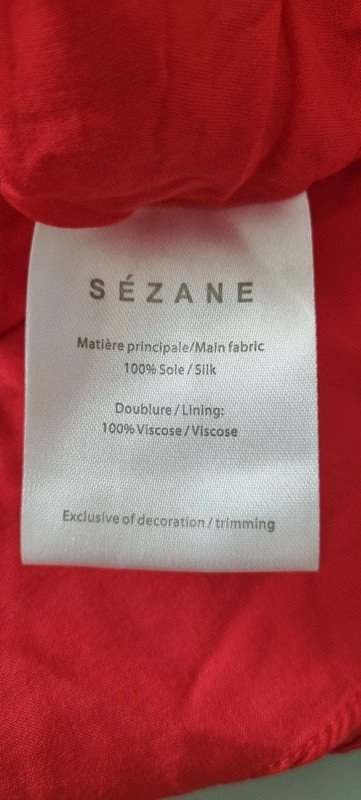 SÉZANE
Matière principale/Main fabric
100% Soie / Silk
Doublure / Lining:
100% Viscose / Viscose
Exclusive of decoration / trimming